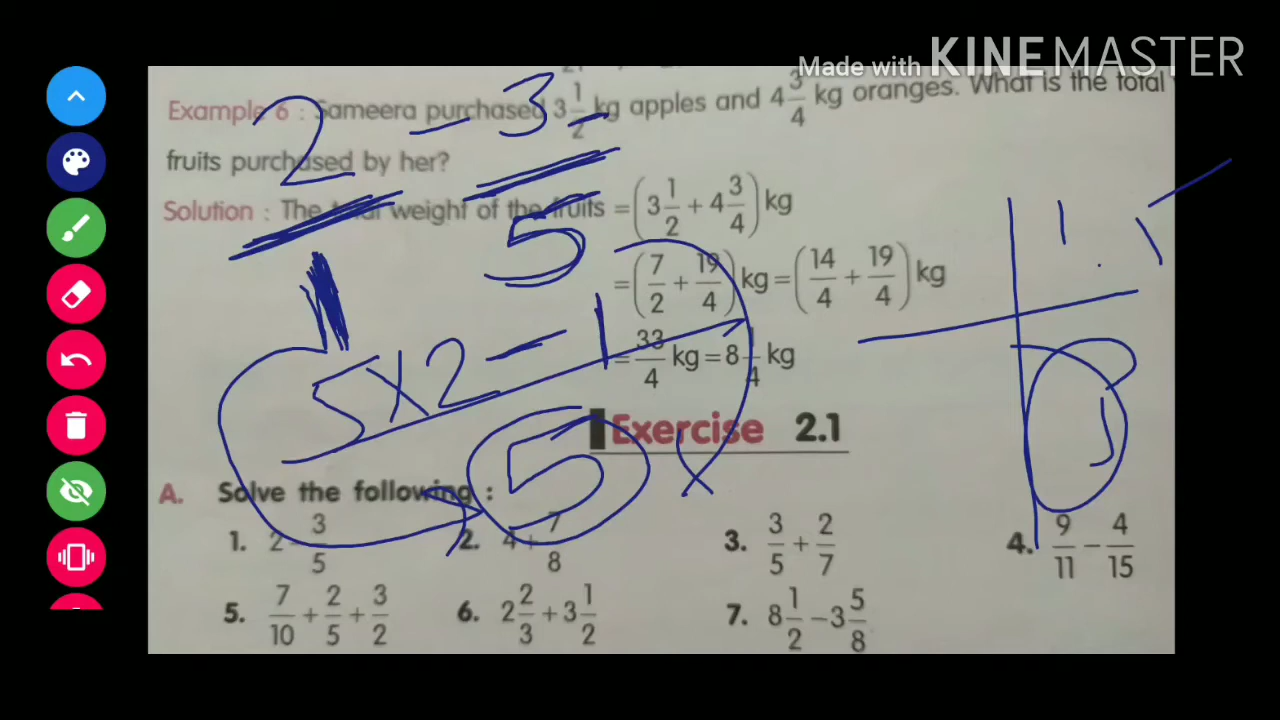 Made with KINEMASTER
Example 6 : Sameera purchased 3 1/2 kg apples and 4 3/4 kg oranges. What is the total
fruits purchased by her?
Solution : The total weight of the fruits = (3 1/2 + 4 3/4) kg
= (7/2 + 19/4) kg = (14/4 + 19/4) kg
= 33/4 kg = 8 1/4 kg
2/1 - 3/5
5 x 2 - 1
5
Exercise 2.1
A. Solve the following :
1. 2 - 3/5 2. 4 + 7/8 3. 3/5 + 2/7 4. 9/11 - 4/15
5. 7/10 + 2/5 + 3/2 6. 2 2/3 + 3 1/2 7. 8 1/2 - 3 5/8